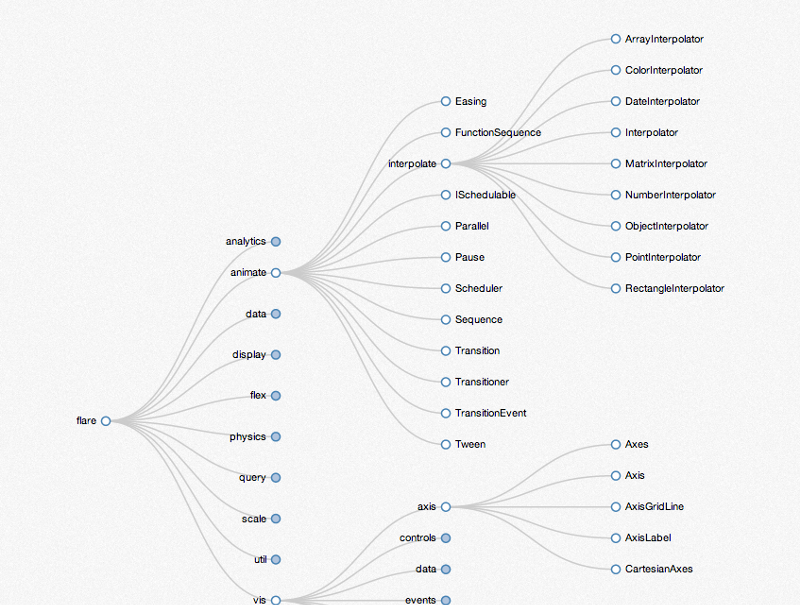 ArrayInterpolator
ColorInterpolator
Easing
DateInterpolator
FunctionSequence
Interpolator
interpolate
MatrixInterpolator
ISchedulable
NumberInterpolator
Parallel
ObjectInterpolator
analytics
Pause
PointInterpolator
animate
Scheduler
RectangleInterpolator
data
Sequence
display
Transition
flex
Transitioner
flare
TransitionEvent
physics
Tween
Axes
query
Axis
scale
axis
AxisGridLine
controls
AxisLabel
util
data
CartesianAxes
vis
events